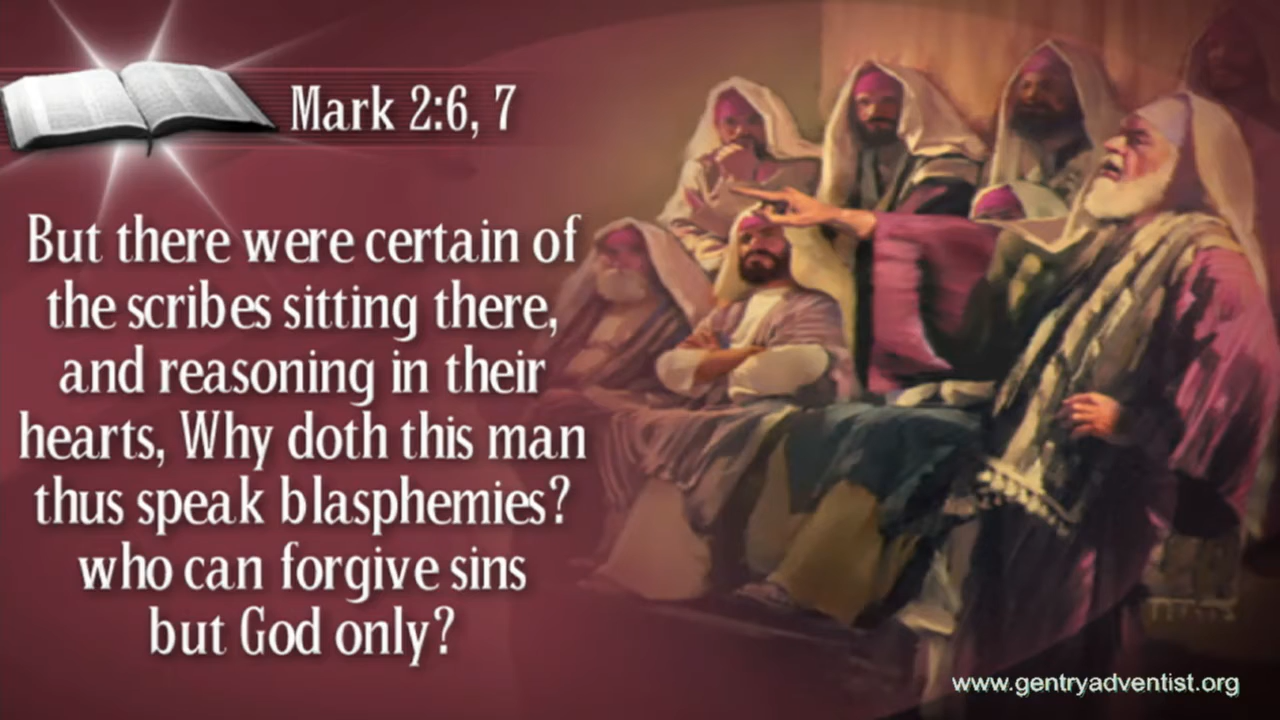 Mark 2:6, 7
But there were certain of
the scribes sitting there,
and reasoning in their
hearts, Why doth this man
thus speak blasphemies?
who can forgive sins
but God only?
www.gentryadventist.org